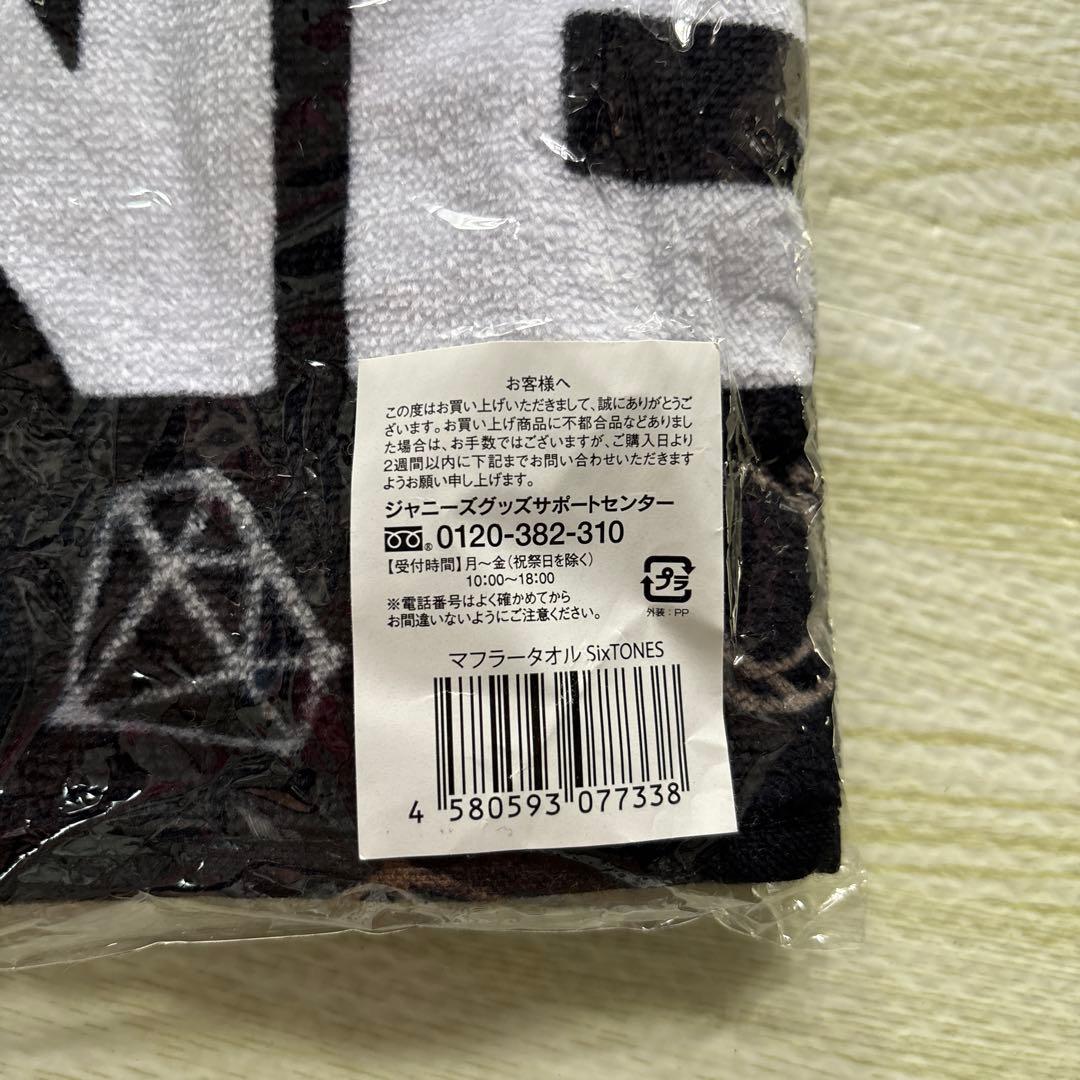 お客様へ
この度はお買い上げいただきまして、誠にありがとうご
ざいます。お買い上げ商品に不都合品などありまし
た場合は、お手数ではございますが、ご購入日より
2週間以内に下記までお問い合わせいただきます
ようお願い申し上げます。
ジャニーズグッズサポートセンター
® 0120-382-310
【受付時間】月～金（祝祭日を除く）
10:00～18:00
※電話番号はよく確かめてから
お間違いないようにご注意ください。
プラ
外装：PP
マフラータオル SixTONES
4 580593 077338